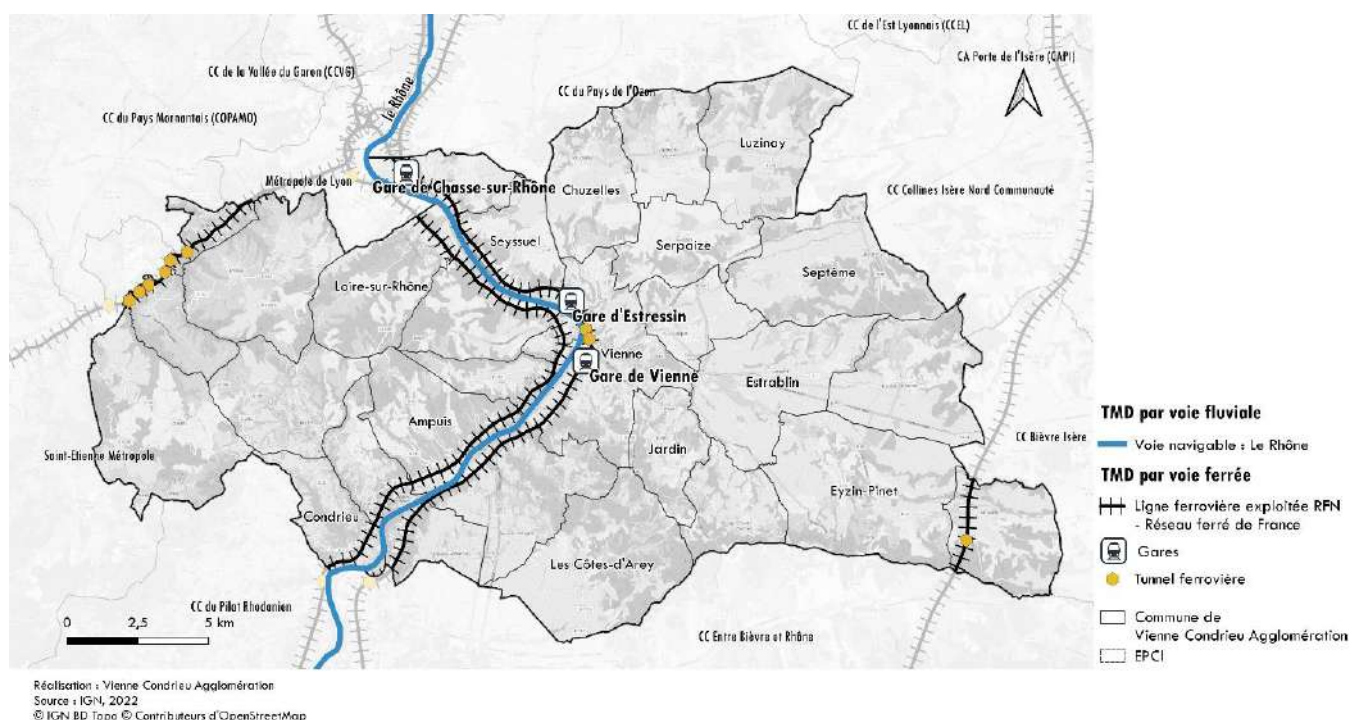 CC de l'Est Lyonnais (CCEL)
CA Porte de l'Isère (CAPI)
CC de la Vallée du Garon (CCVG)
le Rhône
CC du Pays de l'Ozon
CC du Pays Mornantais (COPAMO)
Luzinay
Métropole de Lyon
Gare de Chasse-sur-Rhône
Chuzelles
CC Collines Isère Nord Communauté
Seyssuel
Serpaize
Septème
Loire-sur-Rhône
Gare d'Estressin
Vienne
Gare de Vienne
Estrablin
Ampuis
Saint-Etienne Métropole
Jardin
CC Bièvre Isère
Eyzin-Pinet
Condrieu
Les Côtes-d'Arey
CC du Pilat Rhodanien
CC Entre Bièvre et Rhône
0 2,5 5 km
TMD par voie fluviale
Voie navigable : Le Rhône
TMD par voie ferrée
Ligne ferrovière exploitée RFN
- Réseau ferré de France
Gares
Tunnel ferrovière
Commune de
Vienne Condrieu Agglomération
EPCI
Réalisation : Vienne Condrieu Agglomération
Source : IGN, 2022
© IGN BD Topo © Contributeurs d'OpenStreetMap